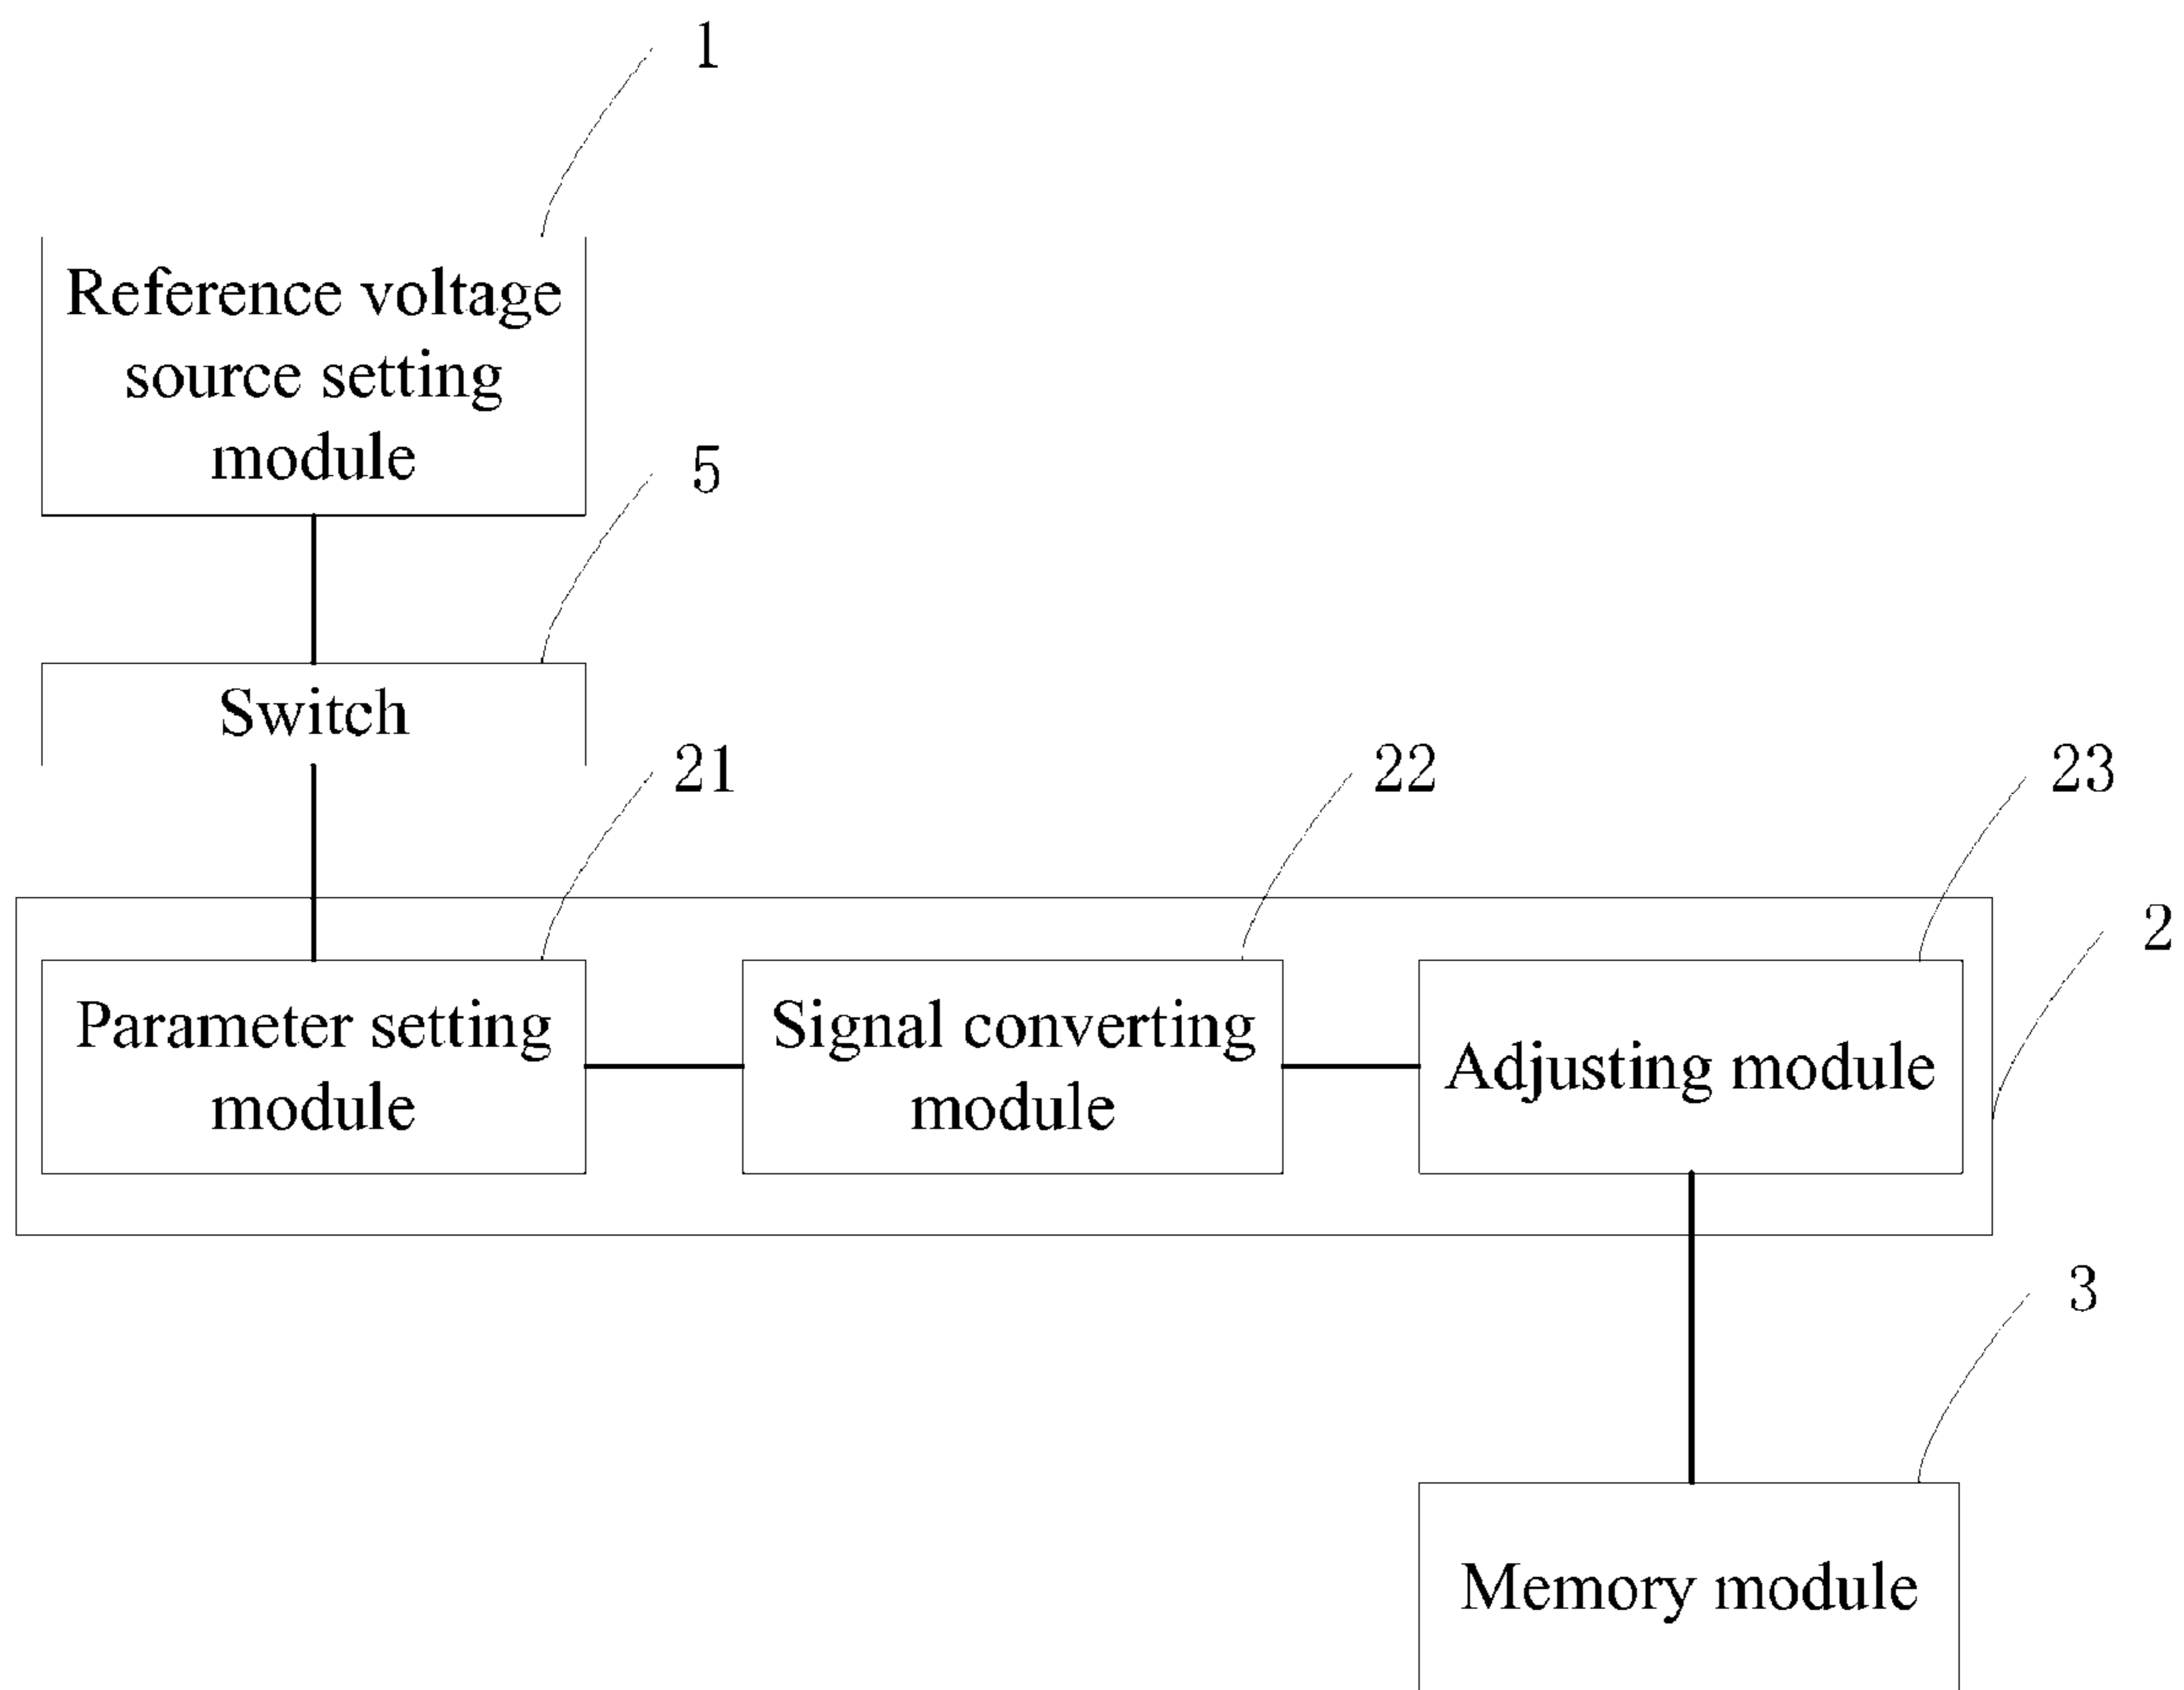 1
Reference voltage
source setting
module
5
Switch
21
22
23
2
Parameter setting
module
Signal converting
module
Adjusting module
3
Memory module